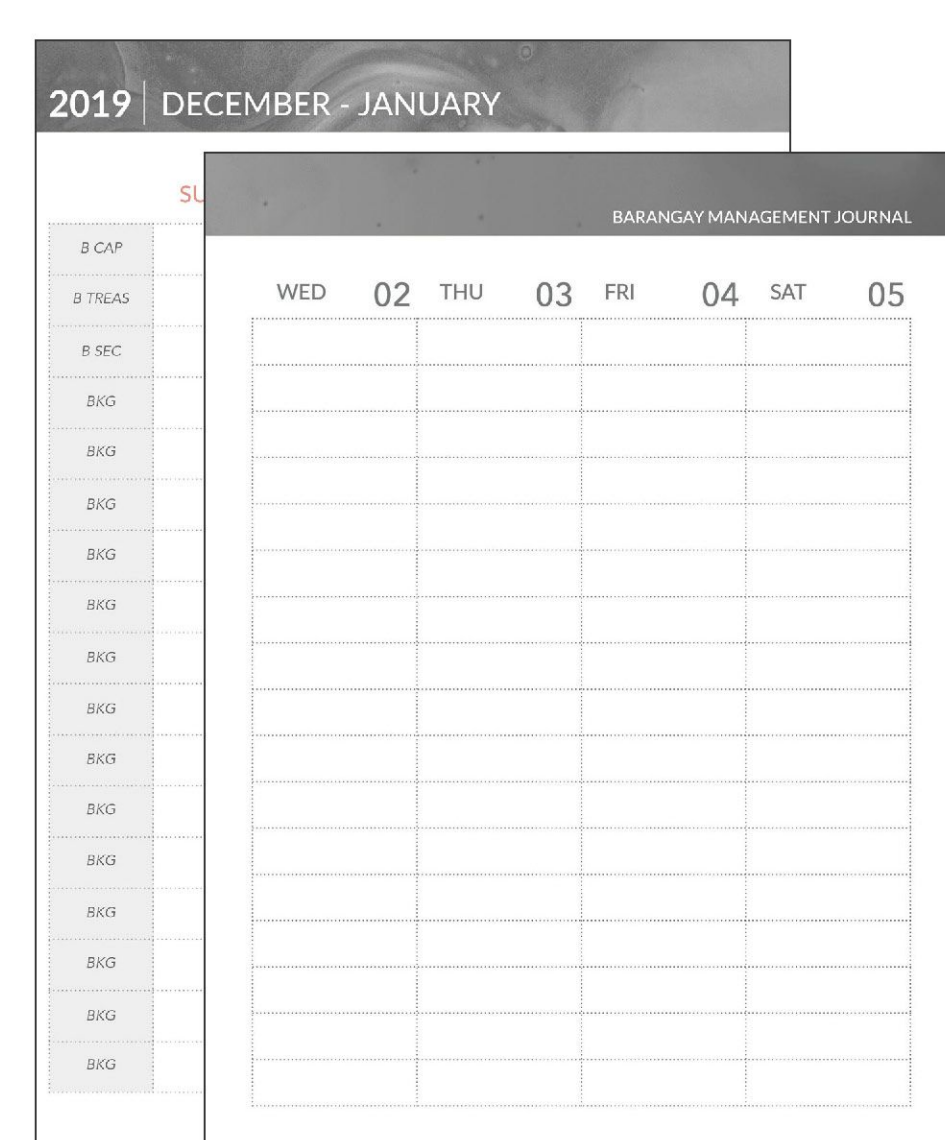 2019 DECEMBER - JANUARY
SU
BARANGAY MANAGEMENT JOURNAL
WED 02 THU 03 FRI 04 SAT 05
B CAP
B TREAS
B SEC
BKG
BKG
BKG
BKG
BKG
BKG
BKG
BKG
BKG
BKG
BKG
BKG
BKG
BKG